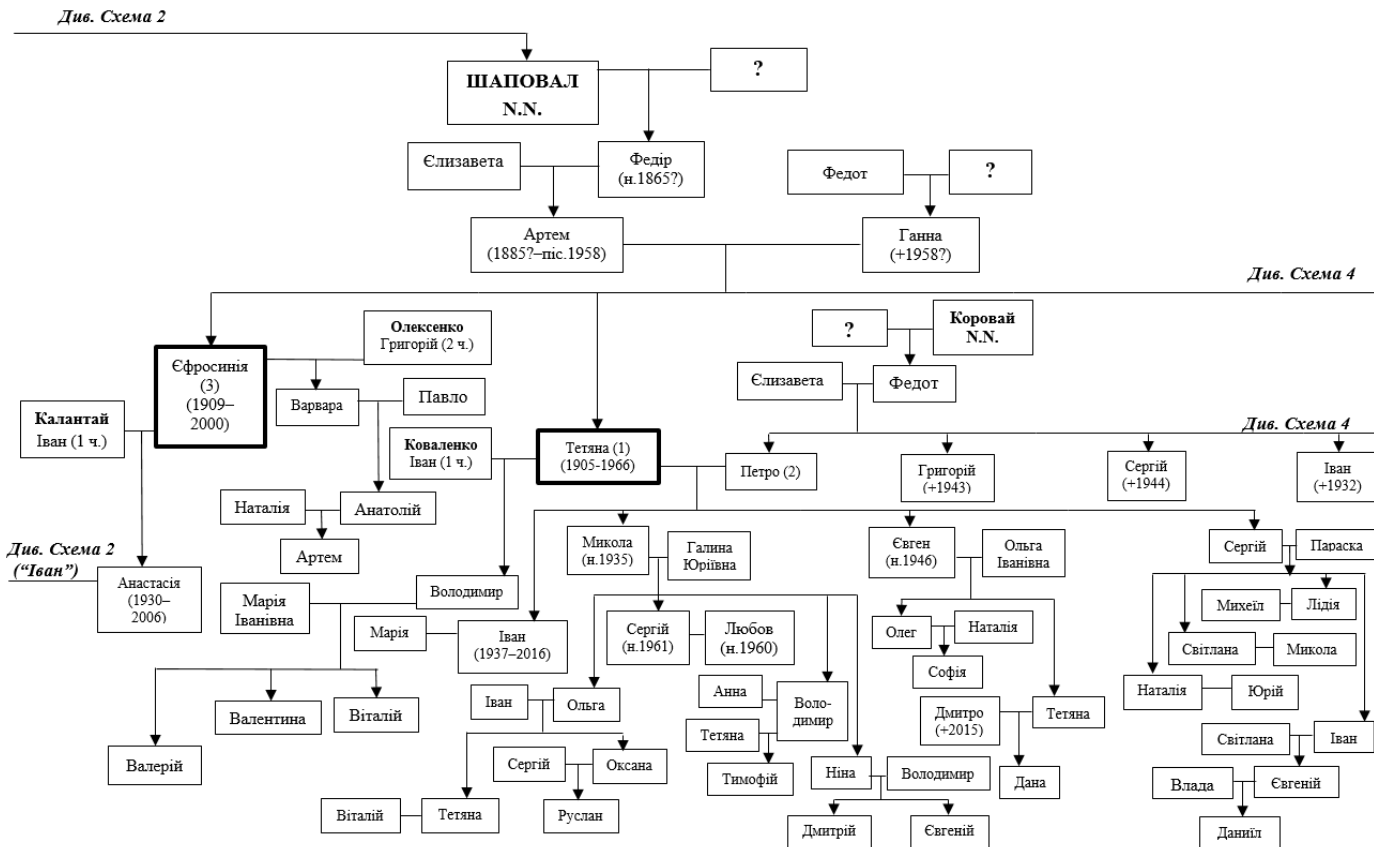 Див. Схема 2
ШАПОВАЛ
N.N.
?
Єлизавета
Федір
(н.1865?)
Федот
?
Артем
(1885?–піс.1958)
Ганна
(+1958?)
Див. Схема 4
Олексенко
Григорій (2 ч.)
?
Коровай
N.N.
Єфросинія
(3)
(1909–
2000)
Єлизавета
Федот
Варвара
Павло
Калантай
Іван (1 ч.)
Див. Схема 4
Коваленко
Іван (1 ч.)
Тетяна (1)
(1905-1966)
Петро (2)
Григорій
(+1943)
Сергій
(+1944)
Іван
(+1932)
Наталія
Анатолій
Артем
Микола
(н.1935)
Галина
Юріївна
Євген
(н.1946)
Ольга
Іванівна
Сергій
Параска
Див. Схема 2
(“Іван”)
Анастасія
(1930–
2006)
Марія
Іванівна
Володимир
Михеїл
Лідія
Марія
Іван
(1937–2016)
Сергій
(н.1961)
Любов
(н.1960)
Олег
Наталія
Софія
Світлана
Микола
Наталія
Юрій
Валентина
Віталій
Іван
Ольга
Анна
Воло-
димир
Дмитро
(+2015)
Тетяна
Тетяна
Світлана
Іван
Валерій
Сергій
Оксана
Тимофій
Ніна
Володимир
Дана
Влада
Євгеній
Віталій
Тетяна
Руслан
Дмитрій
Євгеній
Даниїл